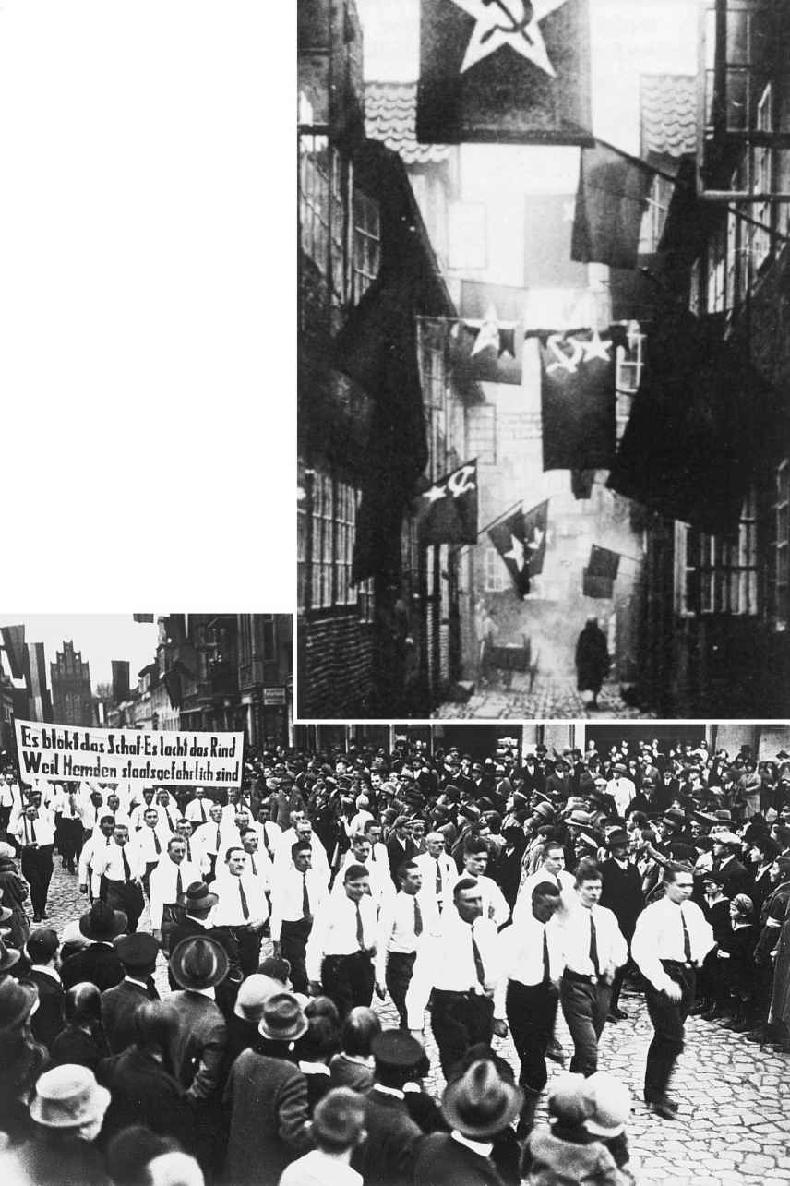 Es blökt das Schaf-Es lacht das Rind
Weil Hemden staatsgefährlich sind